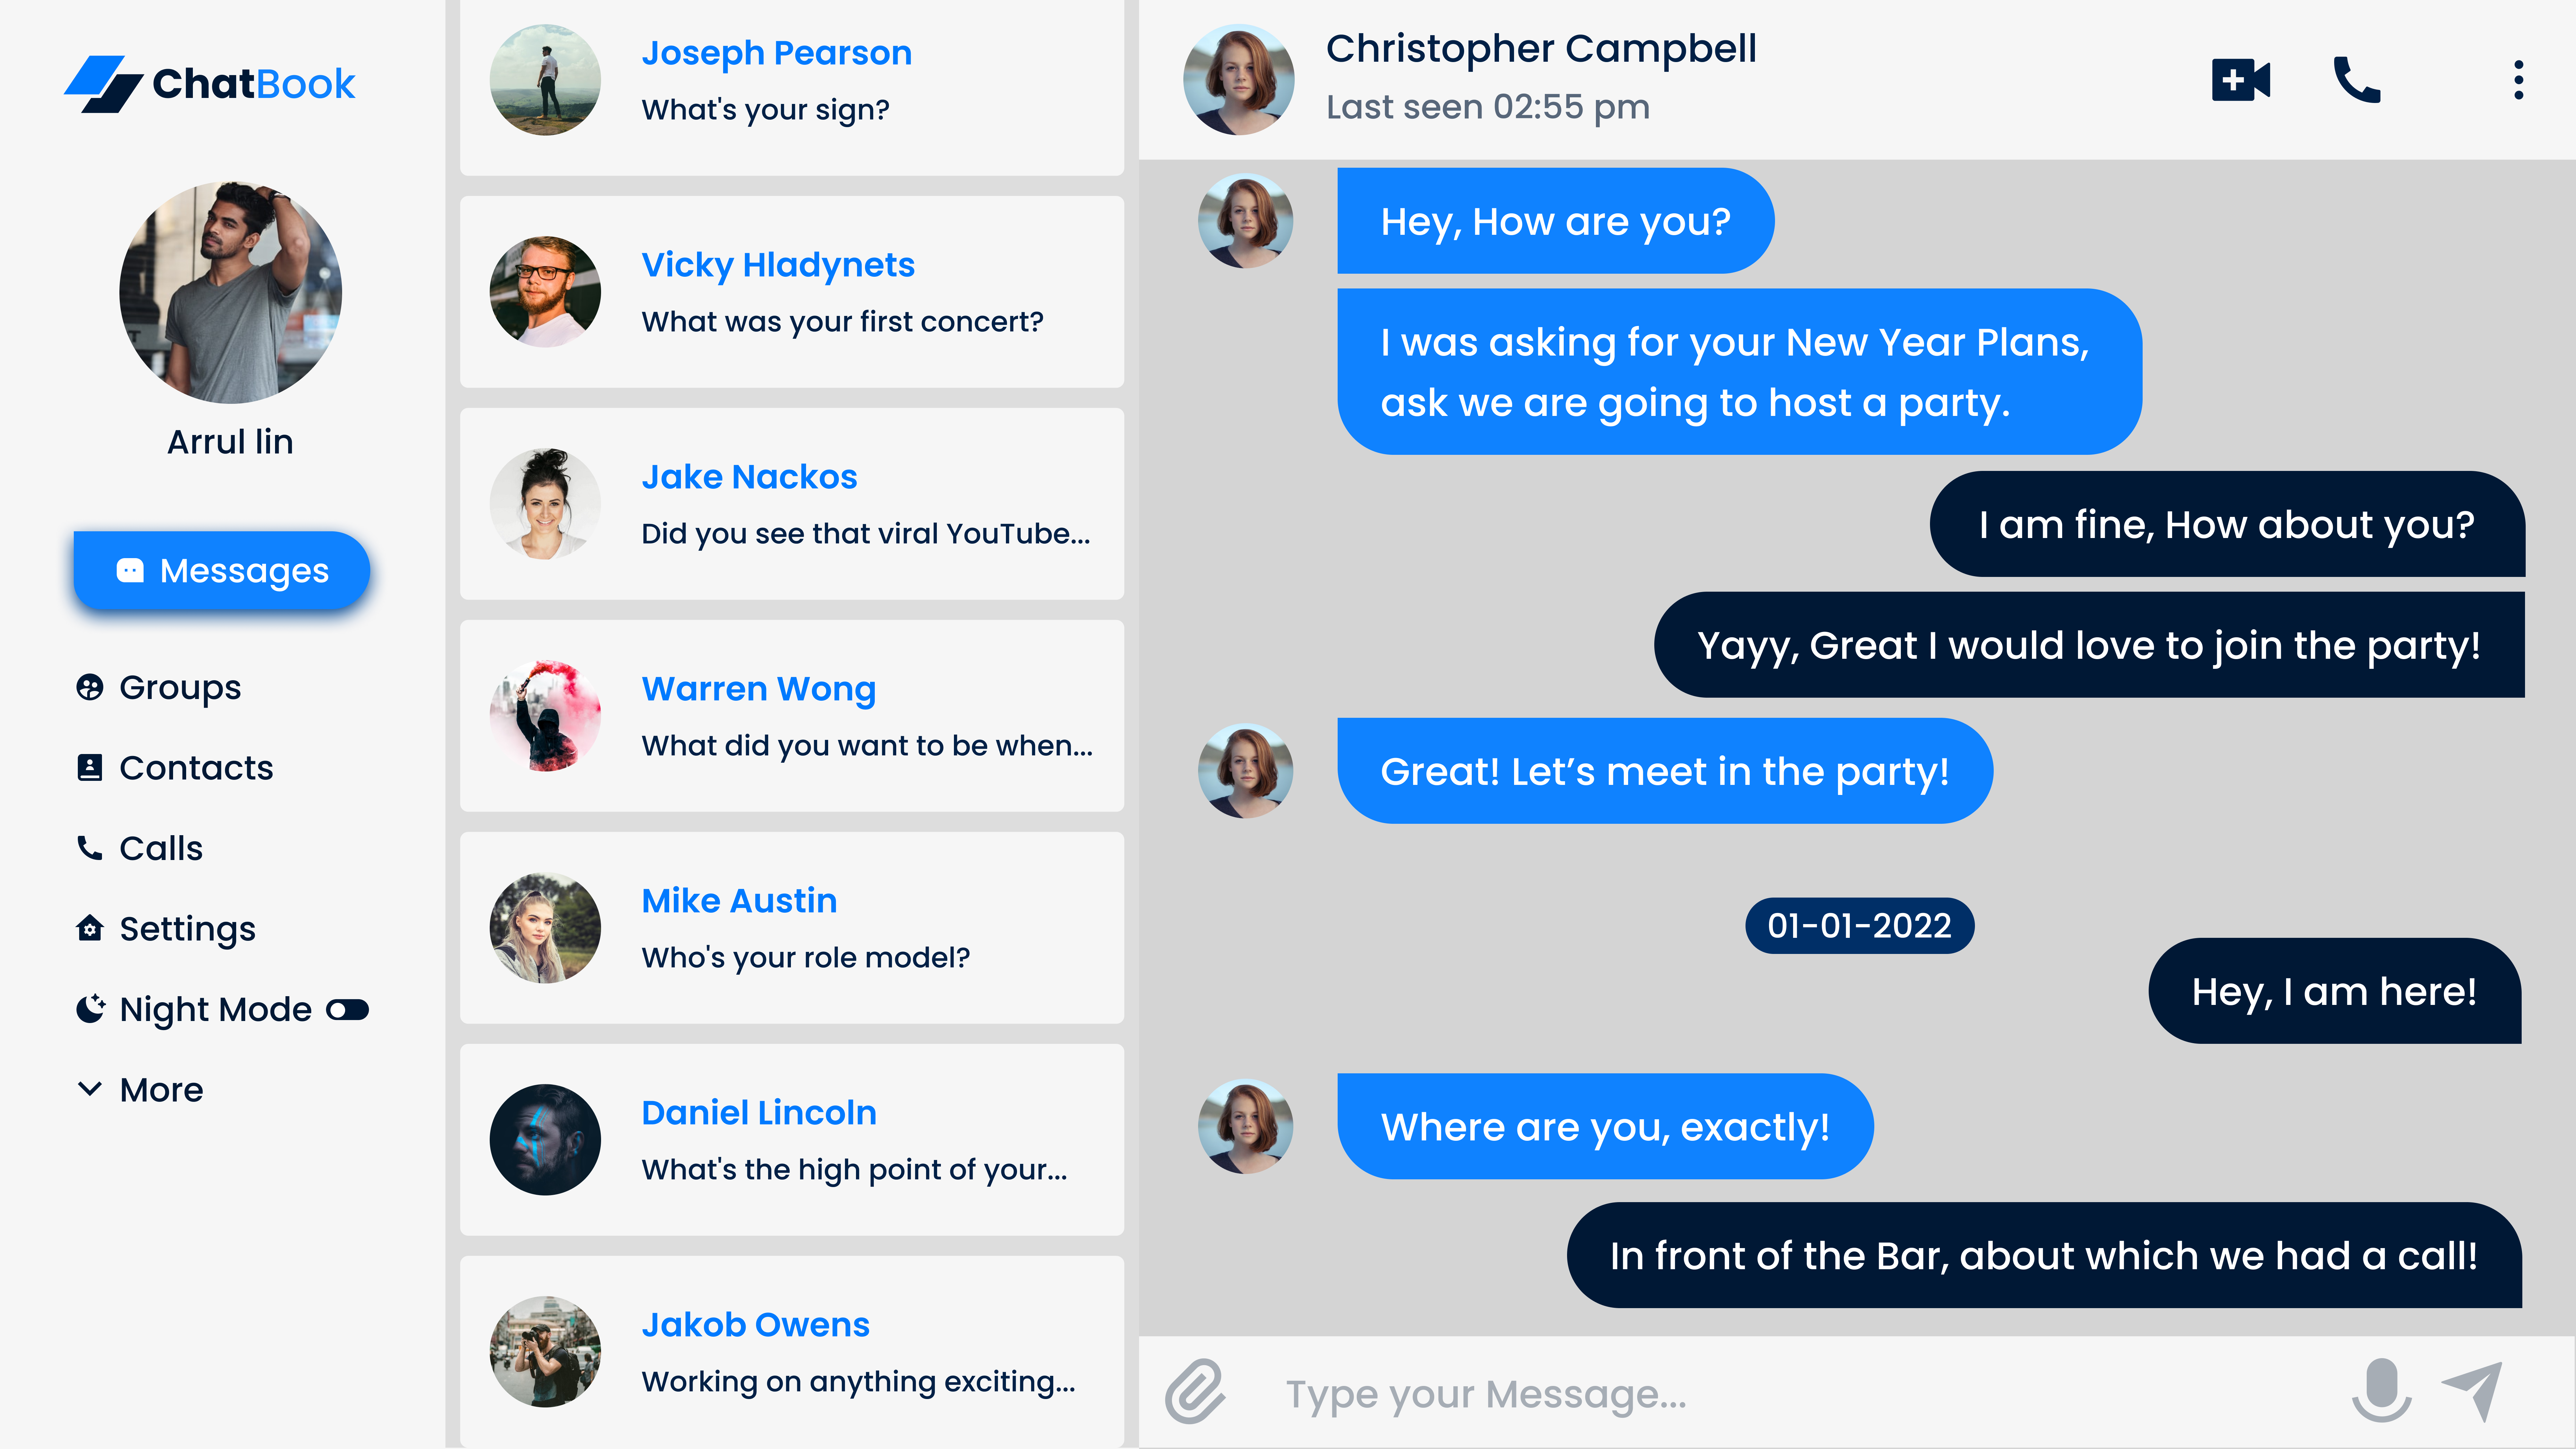 ChatBook
Arrul lin
Messages
Groups
Contacts
Calls
Settings
Night Mode
More
Joseph Pearson
What's your sign?
Vicky Hladynets
What was your first concert?
Jake Nackos
Did you see that viral YouTube...
Warren Wong
What did you want to be when...
Mike Austin
Who's your role model?
Daniel Lincoln
What's the high point of your...
Jakob Owens
Working on anything exciting...
Christopher Campbell
Last seen 02:55 pm
Hey, How are you?
I was asking for your New Year Plans,
ask we are going to host a party.
I am fine, How about you?
Yayy, Great I would love to join the party!
Great! Let’s meet in the party!
01-01-2022
Hey, I am here!
Where are you, exactly!
In front of the Bar, about which we had a call!
Type your Message...